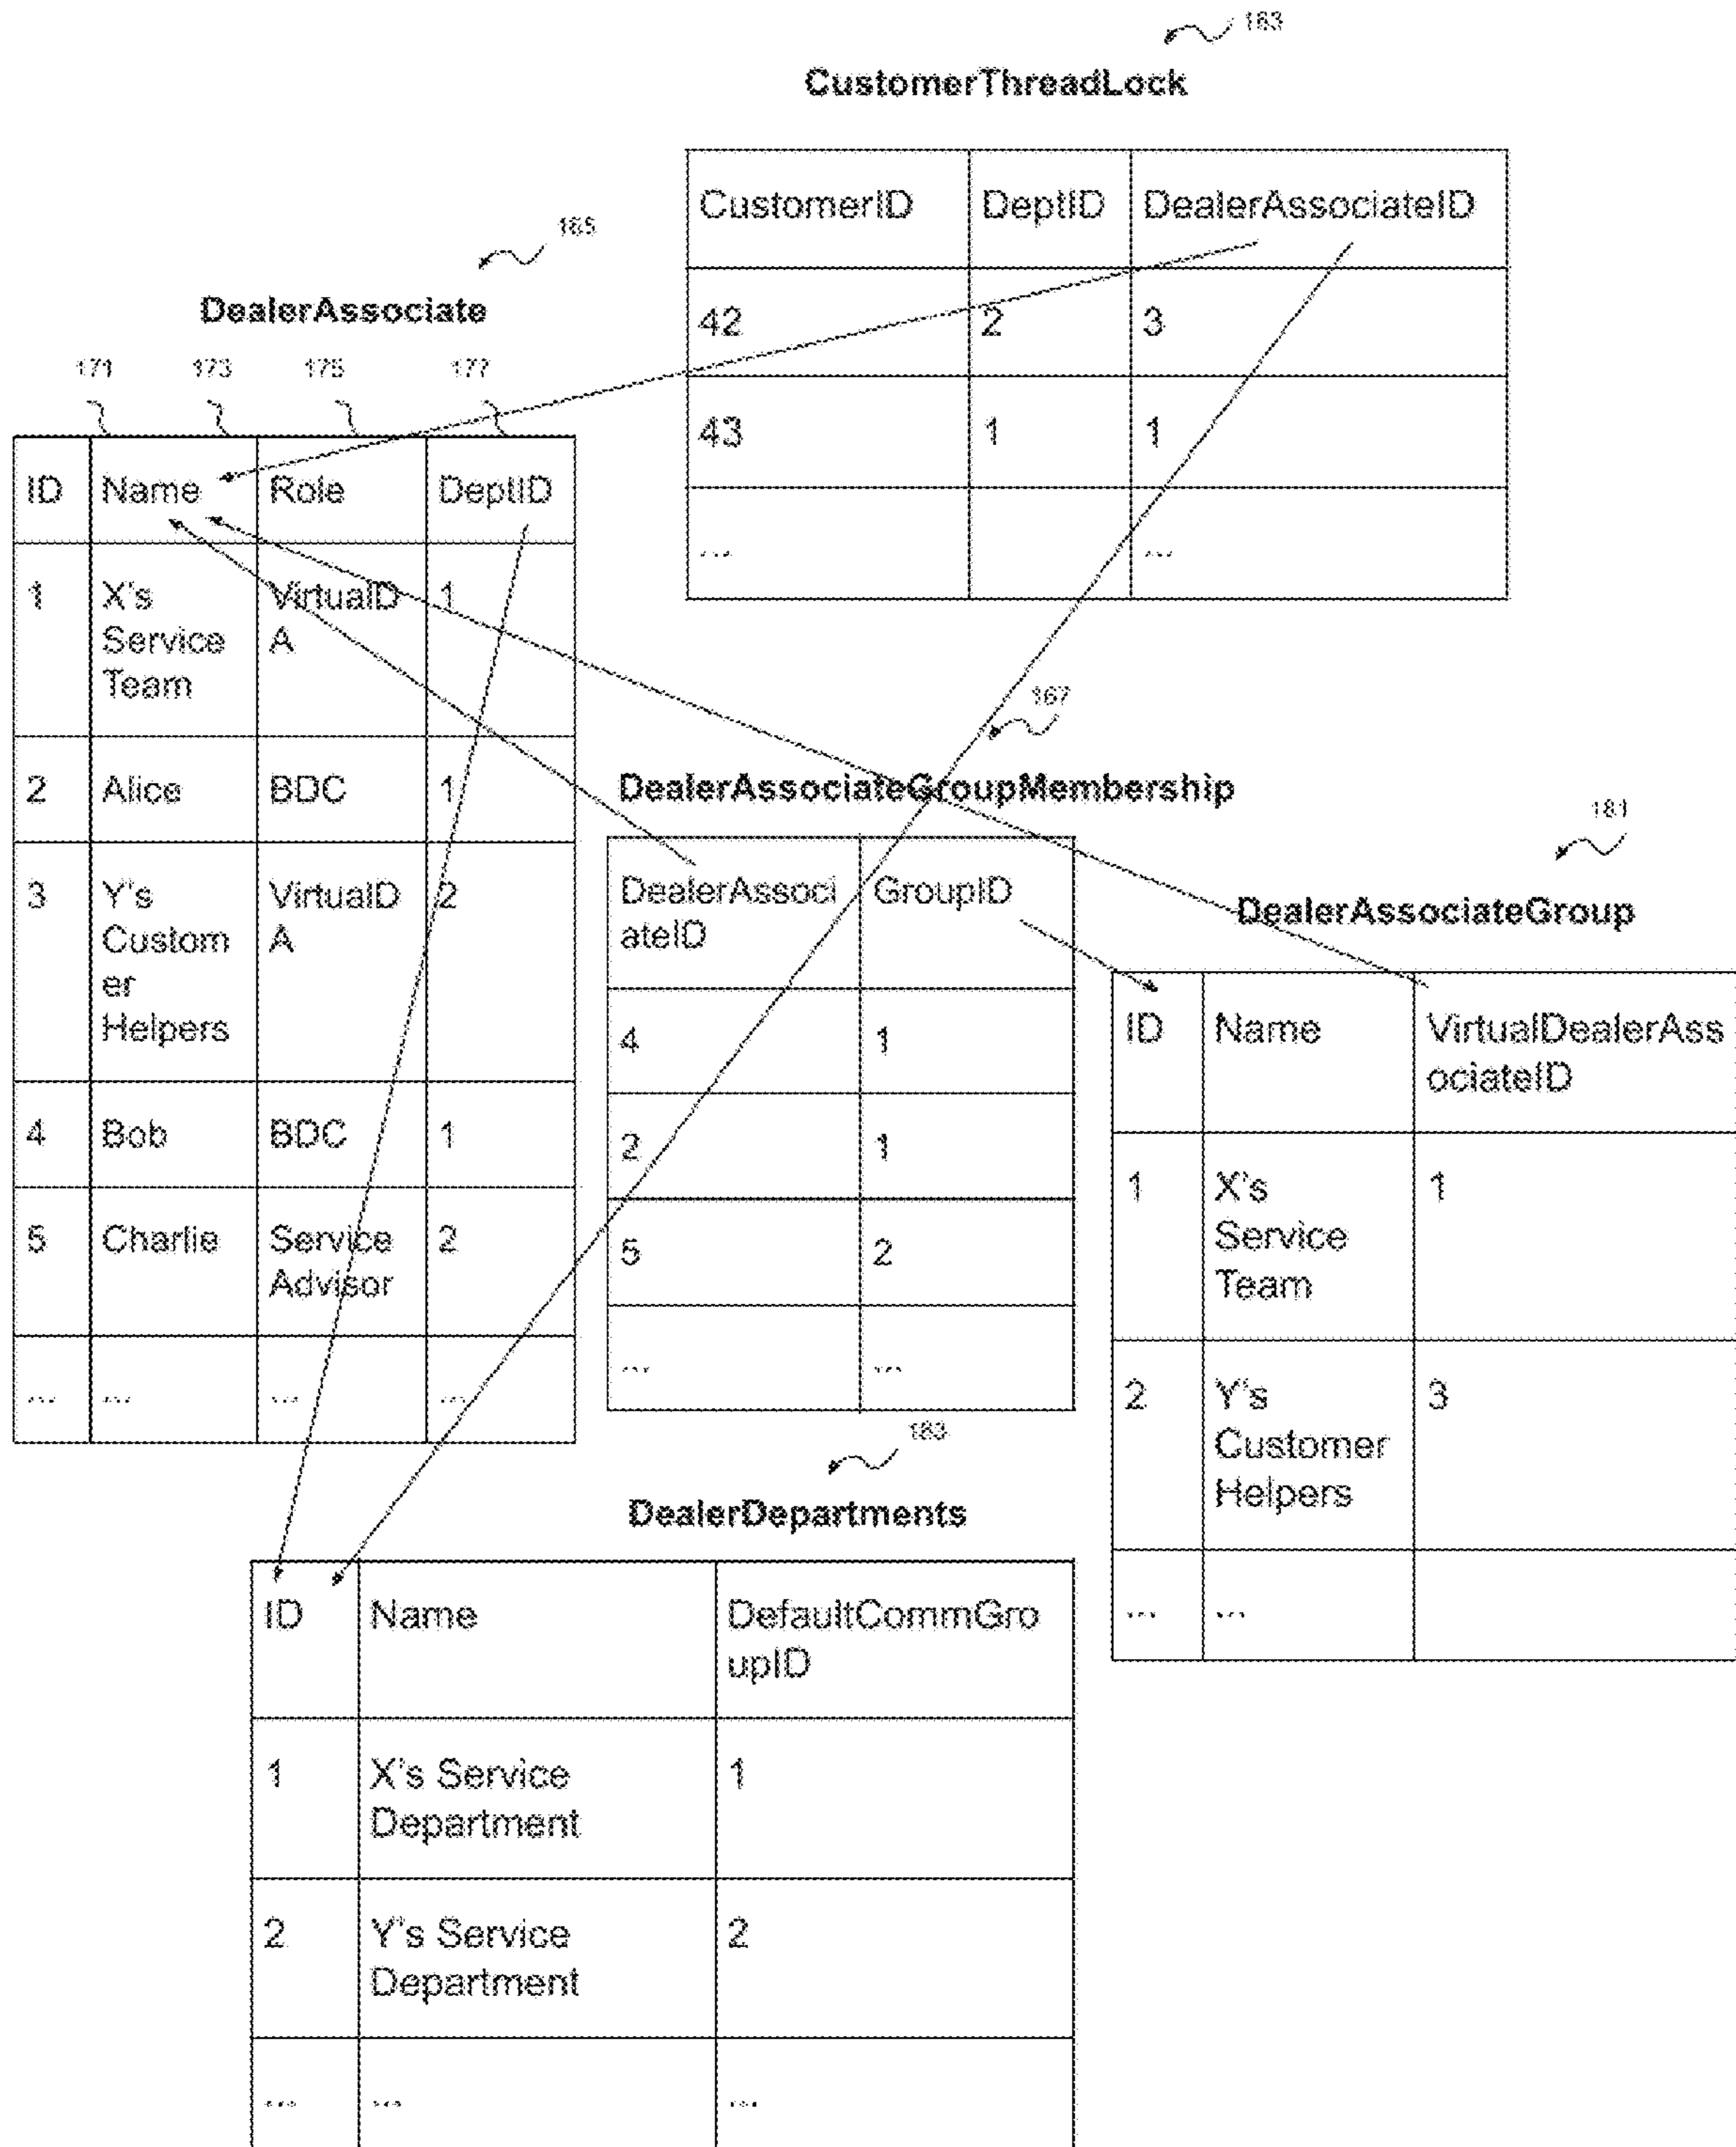 163
CustomerThreadLock
CustomerID DeptID DealerAssociateID
42 2 3
43 1 1
... ...
165
DealerAssociate
171 173 175 177
ID Name Role DeptID
1 X's VirtualD 1
Service A
Team
2 Alice BDC 1
3 Y's VirtualD 2
Custom A
er
Helpers
4 Bob BDC 1
5 Charlie Service 2
Advisor
... ... ... ...
167
DealerAssociateGroupMembership
DealerAssoci GroupID
ateID
4 1
2 1
5 2
... ...
181
DealerAssociateGroup
ID Name VirtualDealerAss
ociateID
1 X's 1
Service
Team
2 Y's 3
Customer
Helpers
... ...
183
DealerDepartments
ID Name DefaultCommGro
upID
1 X's Service 1
Department
2 Y's Service 2
Department
... ... ...